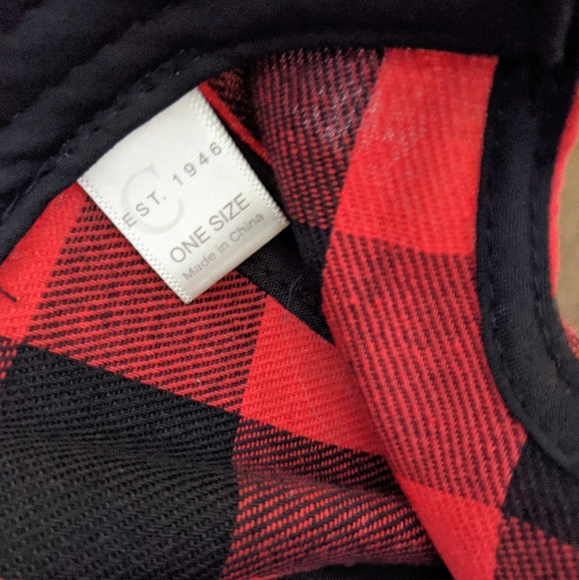 C
EST. 1946
ONE SIZE
Made in China